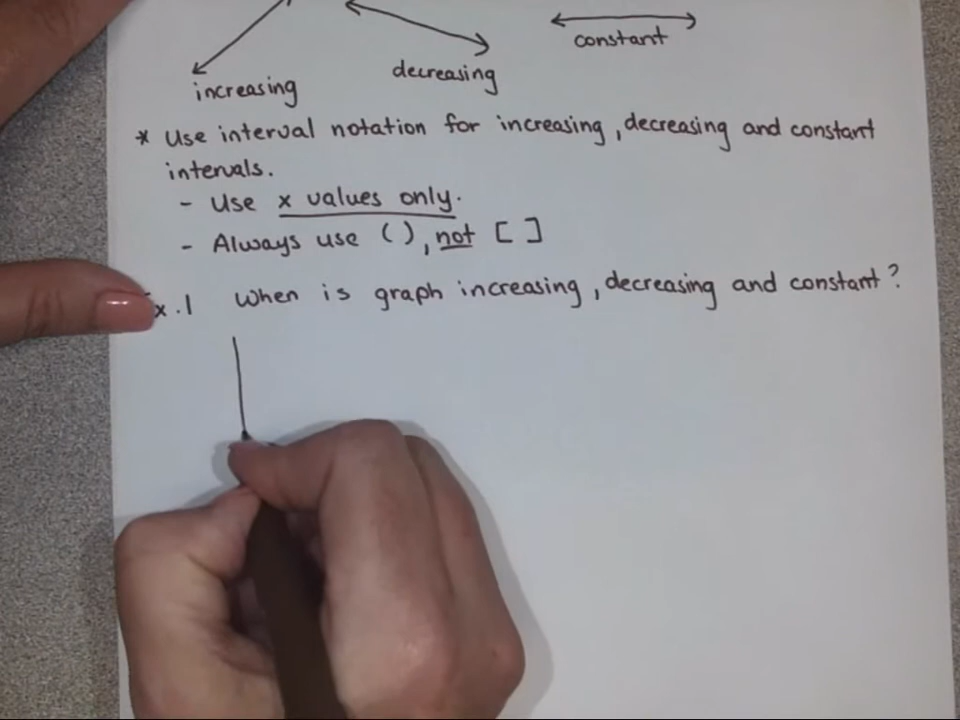 constant
increasing
decreasing
* Use interval notation for increasing, decreasing and constant
intervals.
- Use x values only.
- Always use ( ), not [ ]
x.1 When is graph increasing, decreasing and constant?